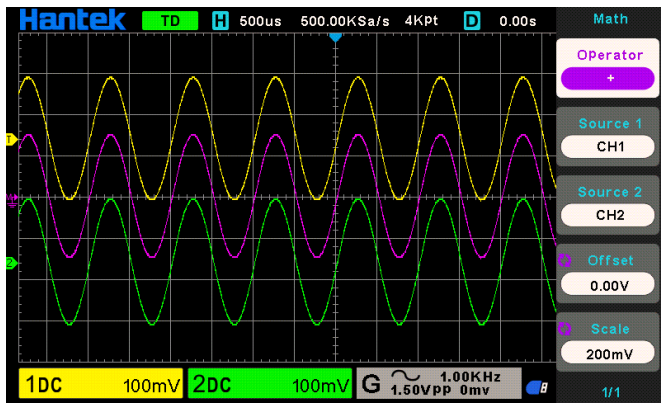 Hantek TD H 500us 500.00KSa/s 4Kpt D 0.00s Math
Operator
+
T
Source 1
CH1
Source 2
CH2
M
2
Offset
0.00V
Scale
200mV
1DC 100mV 2DC 100mV G 1.00KHz
1.50Vpp 0mv
1/1